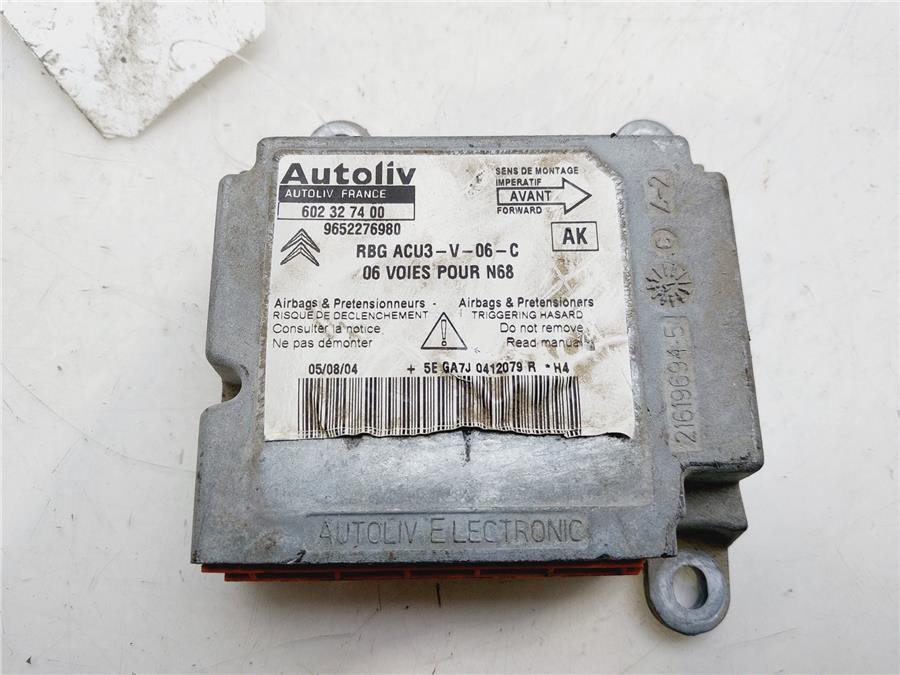 Autoliv
AUTOLIV FRANCE
602 32 74 00
9652276980
SENS DE MONTAGE
IMPERATIF
AVANT
FORWARD
AK
RBG ACU3-V-06-C
06 VOIES POUR N68
Airbags & Pretensionneurs -
RISQUE DE DECLENCHEMENT
Consulter la notice
Ne pas démonter
Airbags & Pretensioners
TRIGGERING HASARD
Do not remove
Read manual
05/08/04 + 5E GA7J 0412079 R *H4
AUTOLIV ELECTRONIC
21619694-5